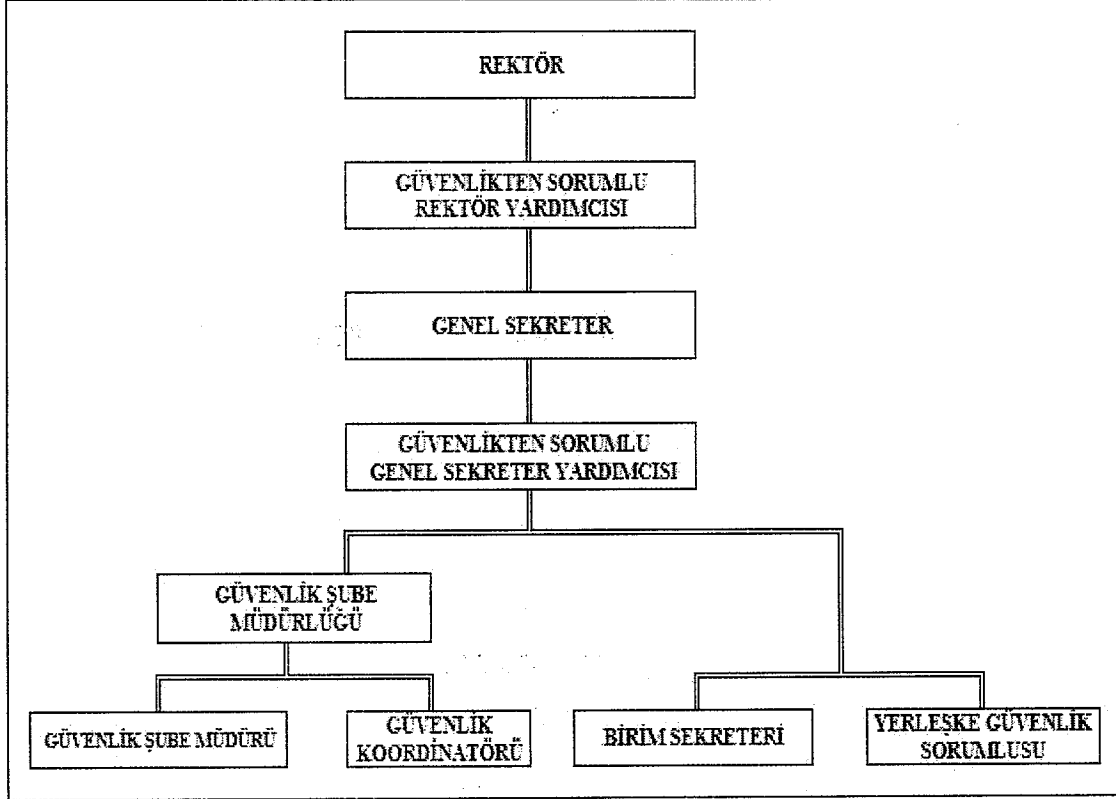 REKTÖR
GÜVENLİKTEN SORUMLU
REKTÖR YARDIMCISI
GENEL SEKRETER
GÜVENLİKTEN SORUMLU
GENEL SEKRETER YARDIMCISI
GÜVENLİK ŞUBE
MÜDÜRLÜĞÜ
GÜVENLİK ŞUBE MÜDÜRÜ
GÜVENLİK
KOORDİNATÖRÜ
BİRİM SEKRETERİ
YERLEŞKE GÜVENLİK
SORUMLUSU